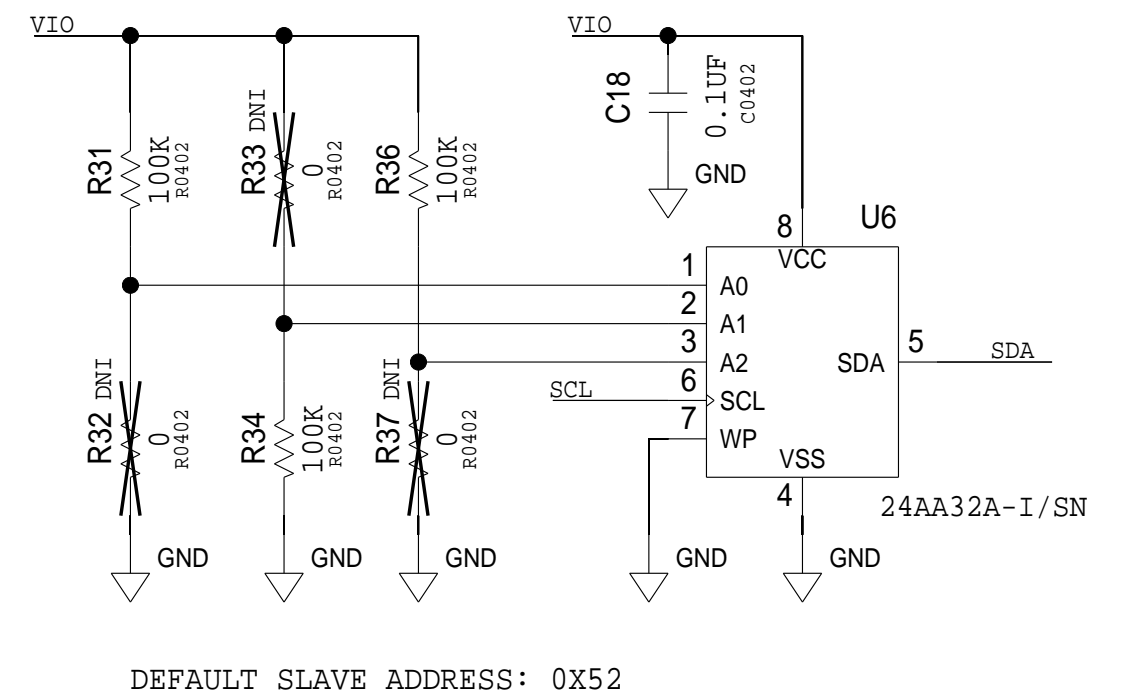 VIO
VIO
R31
100K
R0402
R33
DNI
0
R0402
R36
100K
R0402
C18
0.1UF
C0402
GND
U6
8
VCC
1
A0
2
A1
3
A2
6
SCL
SCL
7
WP
SDA
5
SDA
VSS
4
24AA32A-I/SN
R32
DNI
0
R0402
R34
100K
R0402
R37
DNI
0
R0402
GND
GND
GND
GND
GND
DEFAULT SLAVE ADDRESS: 0X52